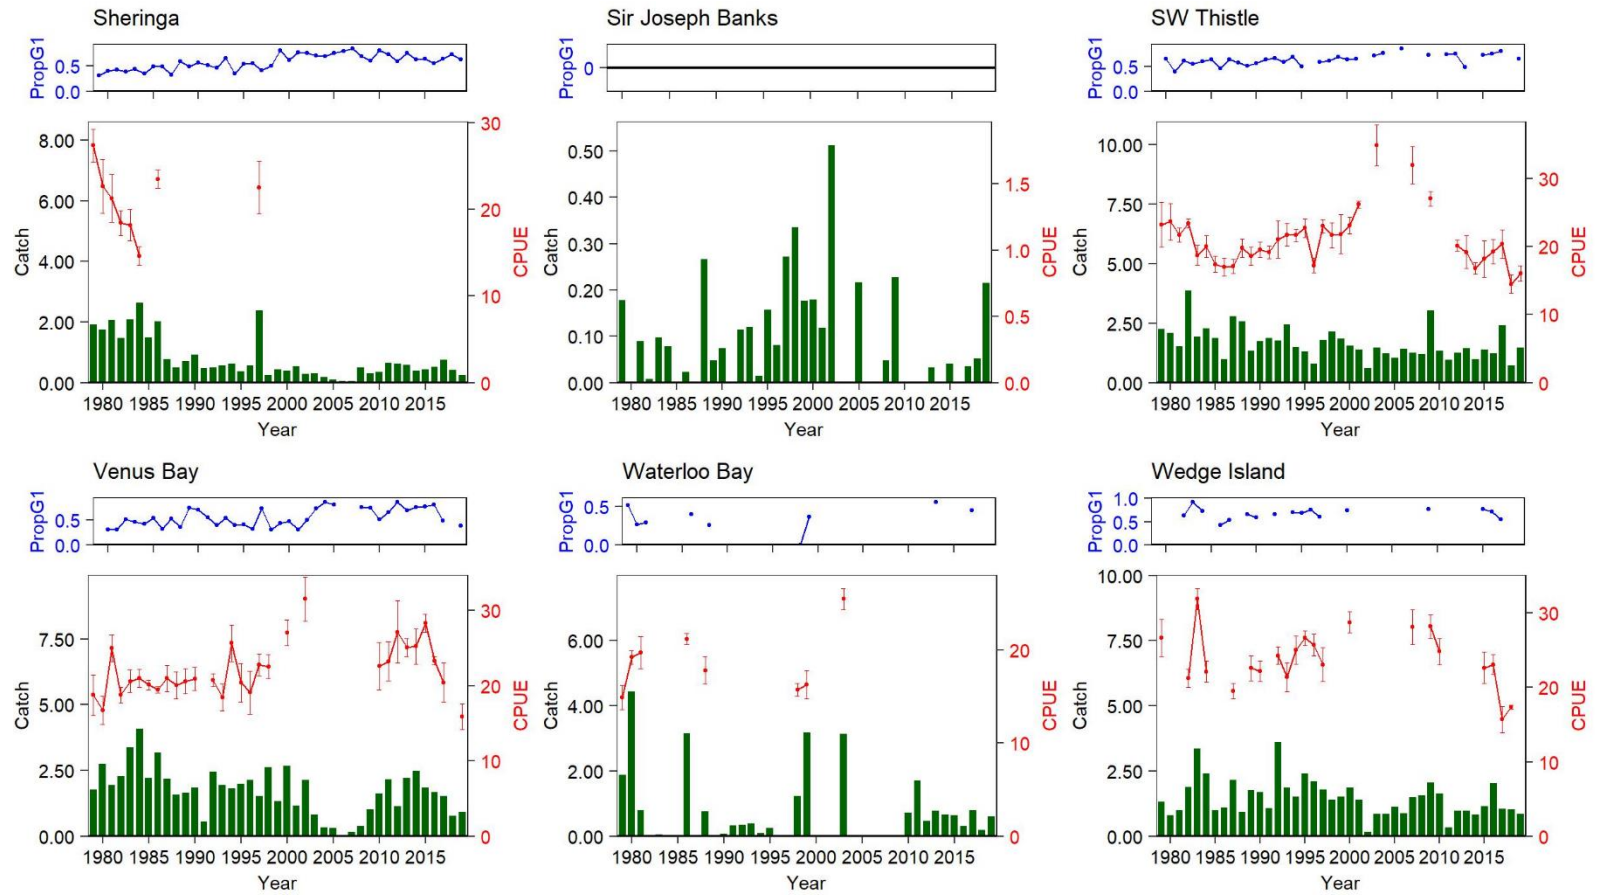 Sheringa
PropG1
0.5
0.0
Catch
8.00
6.00
4.00
2.00
0.00
30
20
10
0
CPUE
1980 1985 1990 1995 2000 2005 2010 2015
Year
Sir Joseph Banks
PropG1
0
Catch
0.50
0.40
0.30
0.20
0.10
0.00
1.5
1.0
0.5
0.0
CPUE
1980 1985 1990 1995 2000 2005 2010 2015
Year
SW Thistle
PropG1
0.5
0.0
Catch
10.00
7.50
5.00
2.50
0.00
30
20
10
0
CPUE
1980 1985 1990 1995 2000 2005 2010 2015
Year
Venus Bay
PropG1
0.5
0.0
Catch
7.50
5.00
2.50
0.00
30
20
10
0
CPUE
1980 1985 1990 1995 2000 2005 2010 2015
Year
Waterloo Bay
PropG1
0.5
0.0
Catch
6.00
4.00
2.00
0.00
20
10
0
CPUE
1980 1985 1990 1995 2000 2005 2010 2015
Year
Wedge Island
PropG1
1.0
0.5
0.0
Catch
10.00
7.50
5.00
2.50
0.00
30
20
10
0
CPUE
1980 1985 1990 1995 2000 2005 2010 2015
Year